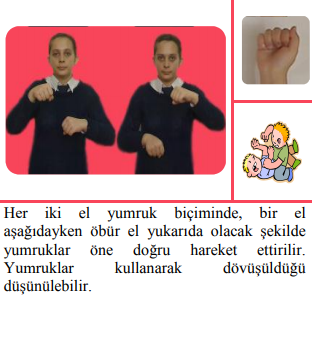 Her iki el yumruk biçiminde, bir el
aşağıdayken öbür el yukarıda olacak şekilde
yumruklar öne doğru hareket ettirilir.
Yumruklar kullanarak dövüşüldüğü
düşünülebilir.